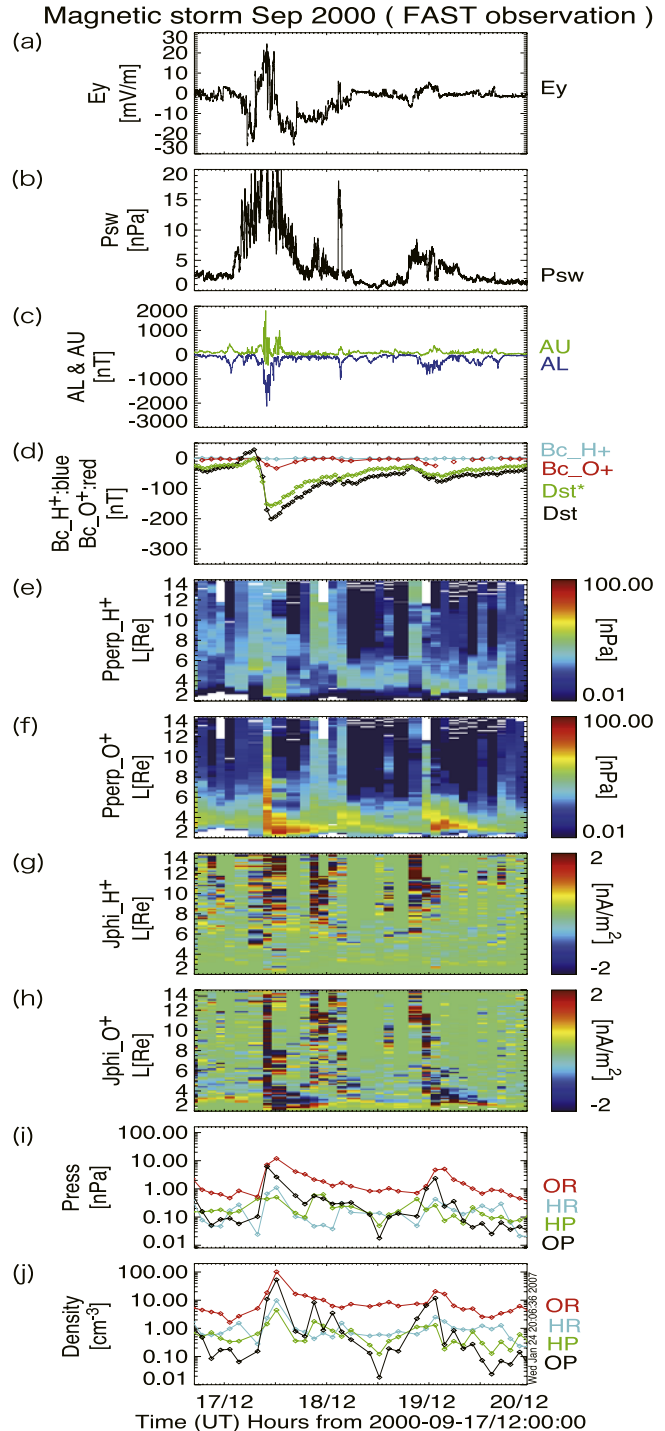 Magnetic storm Sep 2000 ( FAST observation )
(a)
Ey
[mV/m]
30
20
10
0
-10
-20
-30
Ey
(b)
Psw
[nPa]
20
15
10
5
0
Psw
(c)
AL & AU
[nT]
2000
1000
0
-1000
-2000
-3000
AU
AL
(d)
Bc_H+:blue
Bc_O+:red
[nT]
0
-100
-200
-300
Bc_H+
Bc_O+
Dst*
Dst
(e)
Pperp_H+
L[Re]
14
12
10
8
6
4
2
100.00
[nPa]
0.01
(f)
Pperp_O+
L[Re]
14
12
10
8
6
4
2
100.00
[nPa]
0.01
(g)
Jphi_H+
L[Re]
14
12
10
8
6
4
2
2
[nA/m²]
-2
(h)
Jphi_O+
L[Re]
14
12
10
8
6
4
2
2
[nA/m²]
-2
(i)
Press
[nPa]
100.00
10.00
1.00
0.10
0.01
OR
HR
HP
OP
(j)
Density
[cm-3]
100.00
10.00
1.00
0.10
0.01
OR
HR
HP
OP
Wed Jan 24 20:06:36 2007
17/12 18/12 19/12 20/12
Time (UT) Hours from 2000-09-17/12:00:00